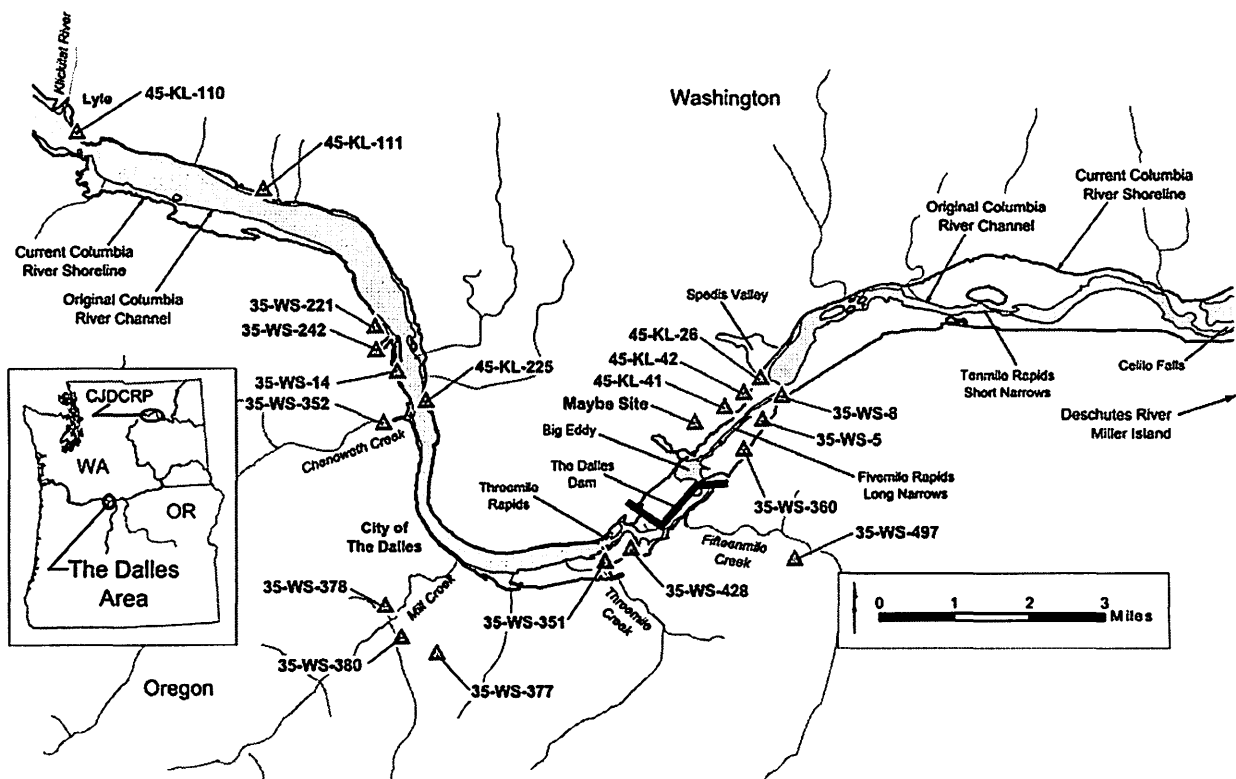 Klickitat River
Lyle
45-KL-110
45-KL-111
Washington
Current Columbia
River Shoreline
Original Columbia
River Channel
Current Columbia
River Shoreline
Original Columbia
River Channel
35-WS-221
35-WS-242
35-WS-14
35-WS-352
45-KL-225
Chenoweth Creek
Spedis Valley
45-KL-26
45-KL-42
45-KL-41
Maybe Site
Big Eddy
The Dalles
Dam
Threemile
Rapids
Tenmile Rapids
Short Narrows
Celilo Falls
Deschutes River
Miller Island
35-WS-8
35-WS-5
Fivemile Rapids
Long Narrows
35-WS-360
35-WS-497
Fifteenmile
Creek
35-WS-428
Threemile
Creek
35-WS-351
City of
The Dalles
Mill Creek
35-WS-378
35-WS-380
35-WS-377
Oregon
CJDCRP
WA
OR
The Dalles
Area
0 1 2 3
Miles